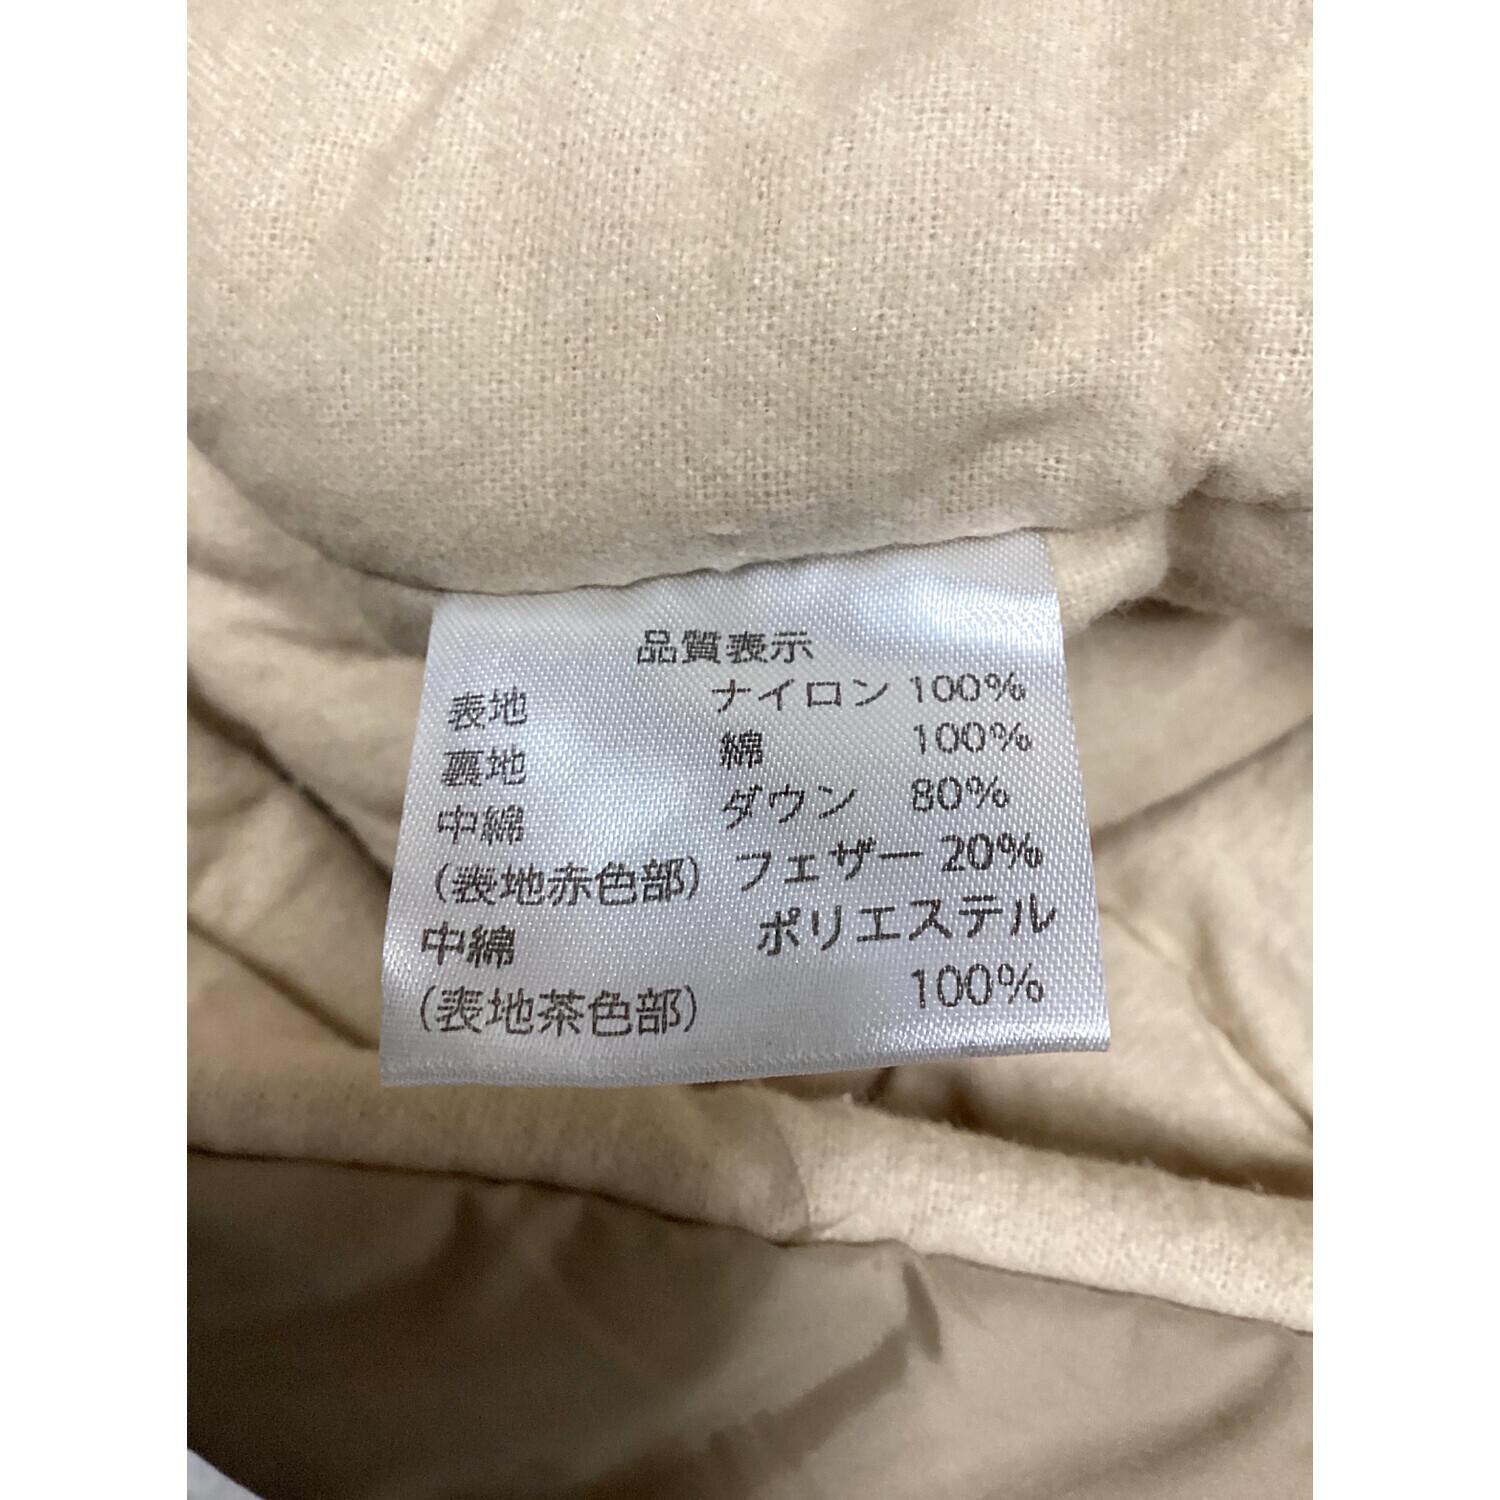 品質表示
表地 ナイロン 100%
裏地 綿 100%
中綿 ダウン 80%
(表地赤色部) フェザー 20%
中綿 ポリエステル
(表地茶色部) 100%